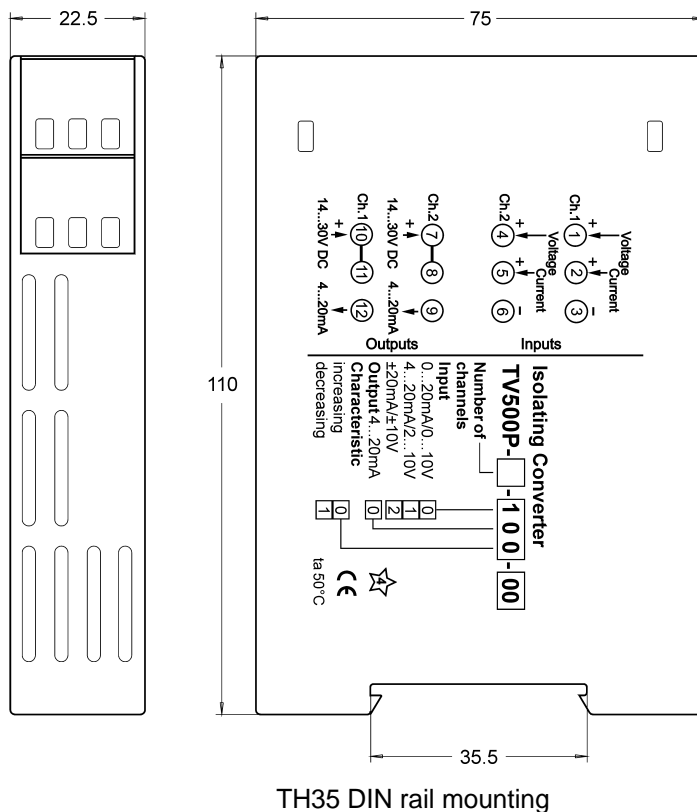 22.5
75
110
Ch.1 Ch.2
+ 1 Voltage
+ 2 Current
- 3
+ 4 Voltage
+ 5 Current
- 6
Inputs
Ch.2 Ch.1
14...30V DC + 7
8
4...20mA 9
14...30V DC + 10
11
4...20mA 12
Outputs
Isolating Converter
TV500P- -100-00
Number of
channels
Input
0...20mA/0...10V 0
4...20mA/2...10V 1
±20mA/±10V 2
Output 4...20mA 0
Characteristic
increasing 0
decreasing 1
4
CE
ta 50°C
35.5
TH35 DIN rail mounting